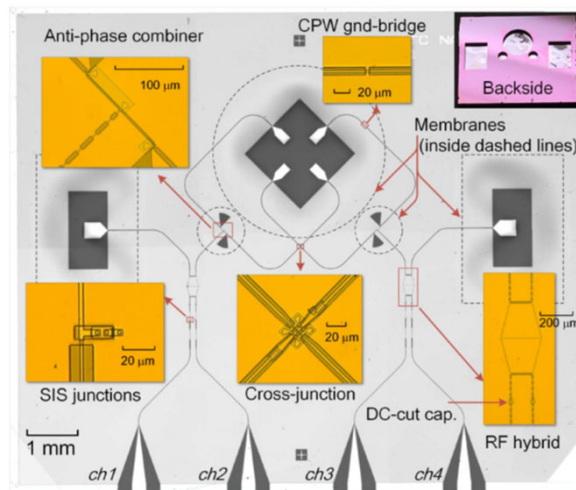 Anti-phase combiner
100 µm
CPW gnd-bridge
20 µm
Backside
Membranes
(inside dashed lines)
20 µm
SIS junctions
20 µm
Cross-junction
200 µm
DC-cut cap.
RF hybrid
1 mm
ch1
ch2
ch3
ch4